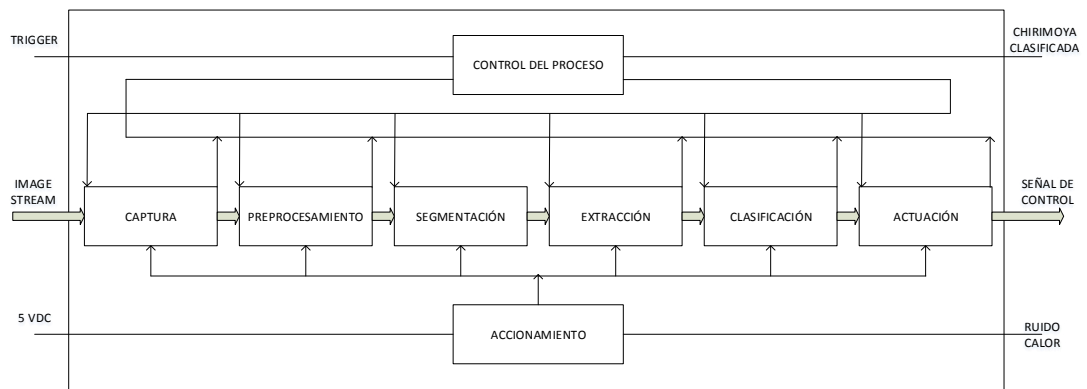 TRIGGER
CONTROL DEL PROCESO
CHIRIMOYA
CLASIFICADA
IMAGE
STREAM
CAPTURA
PREPROCESAMIENTO
SEGMENTACIÓN
EXTRACCIÓN
CLASIFICACIÓN
ACTUACIÓN
SEÑAL DE
CONTROL
5 VDC
ACCIONAMIENTO
RUIDO
CALOR